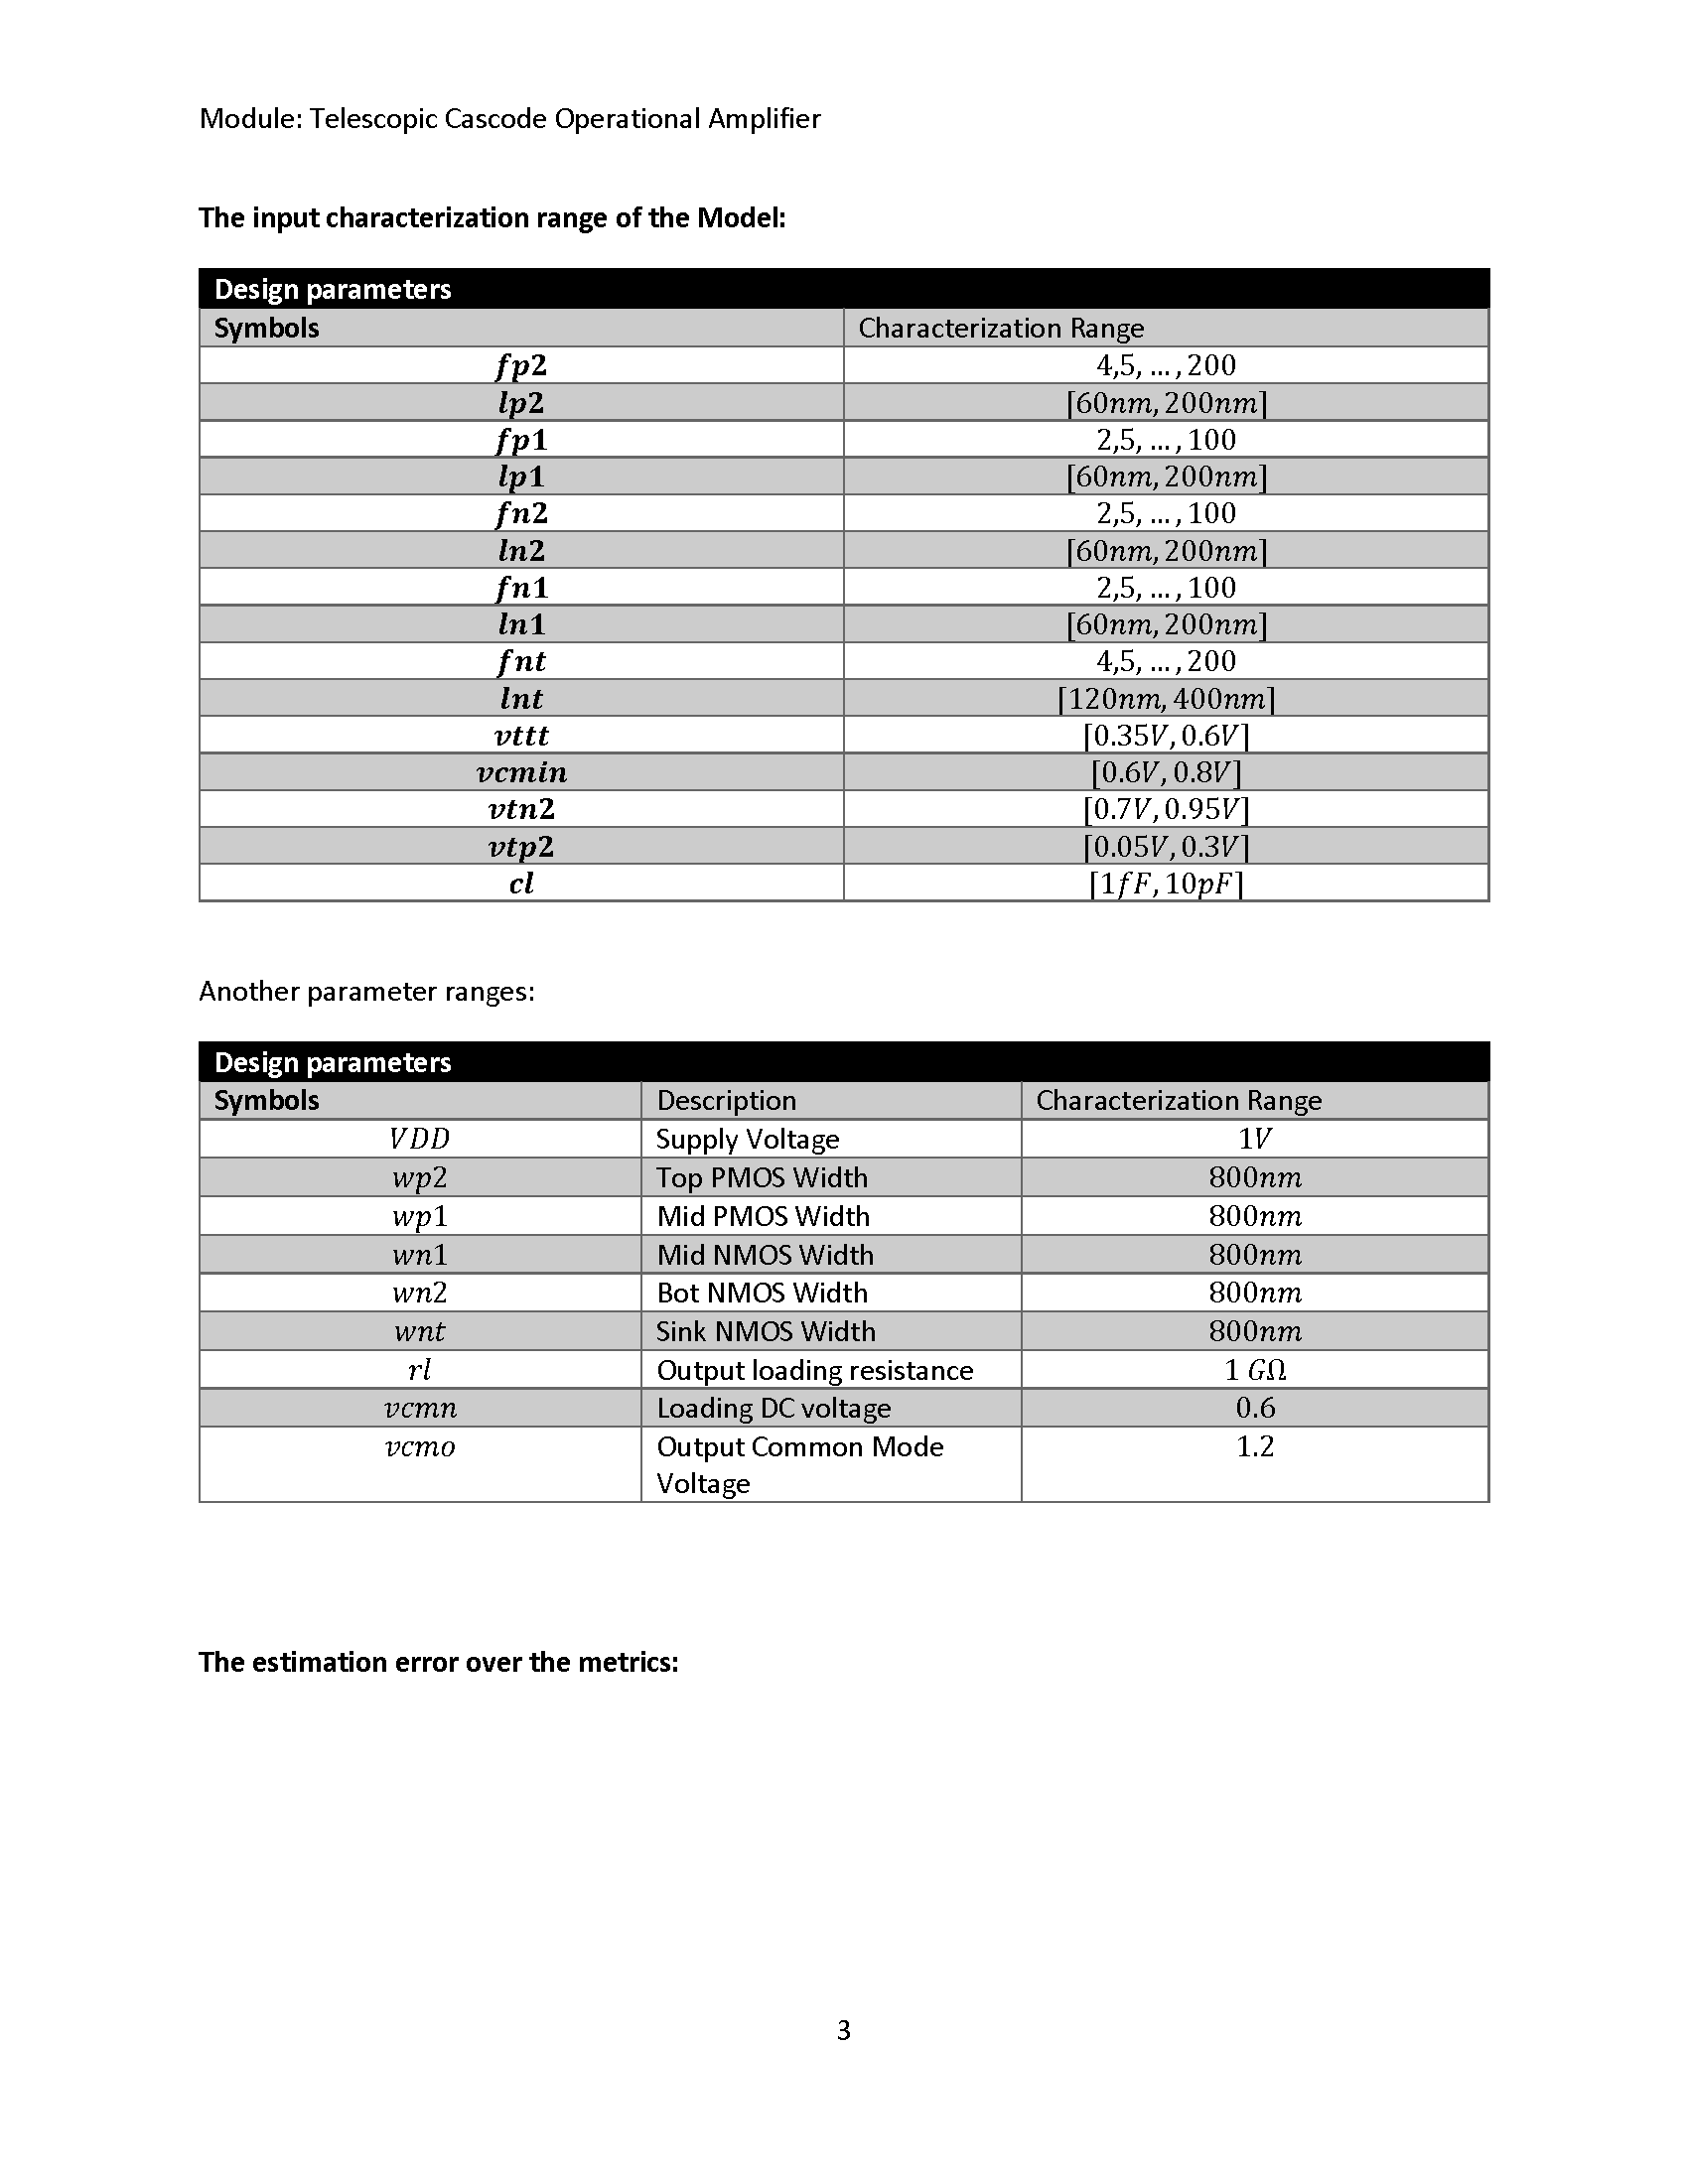 Module: Telescopic Cascode Operational Amplifier
The input characterization range of the Model:
Design parameters
Symbols Characterization Range
fp2 4,5, … , 200
lp2 [60nm, 200nm]
fp1 2,5, … , 100
lp1 [60nm, 200nm]
fn2 2,5, … , 100
ln2 [60nm, 200nm]
fn1 2,5, … , 100
ln1 [60nm, 200nm]
fnt 4,5, … , 200
lnt [120nm, 400nm]
vttt [0.35V, 0.6V]
vcmin [0.6V, 0.8V]
vtn2 [0.7V, 0.95V]
vtp2 [0.05V, 0.3V]
cl [1fF, 10pF]
Another parameter ranges:
Design parameters
Symbols Description Characterization Range
VDD Supply Voltage 1V
wp2 Top PMOS Width 800nm
wp1 Mid PMOS Width 800nm
wn1 Mid NMOS Width 800nm
wn2 Bot NMOS Width 800nm
wnt Sink NMOS Width 800nm
rl Output loading resistance 1 GΩ
vcmn Loading DC voltage 0.6
vcmo Output Common Mode 1.2
Voltage
The estimation error over the metrics:
3